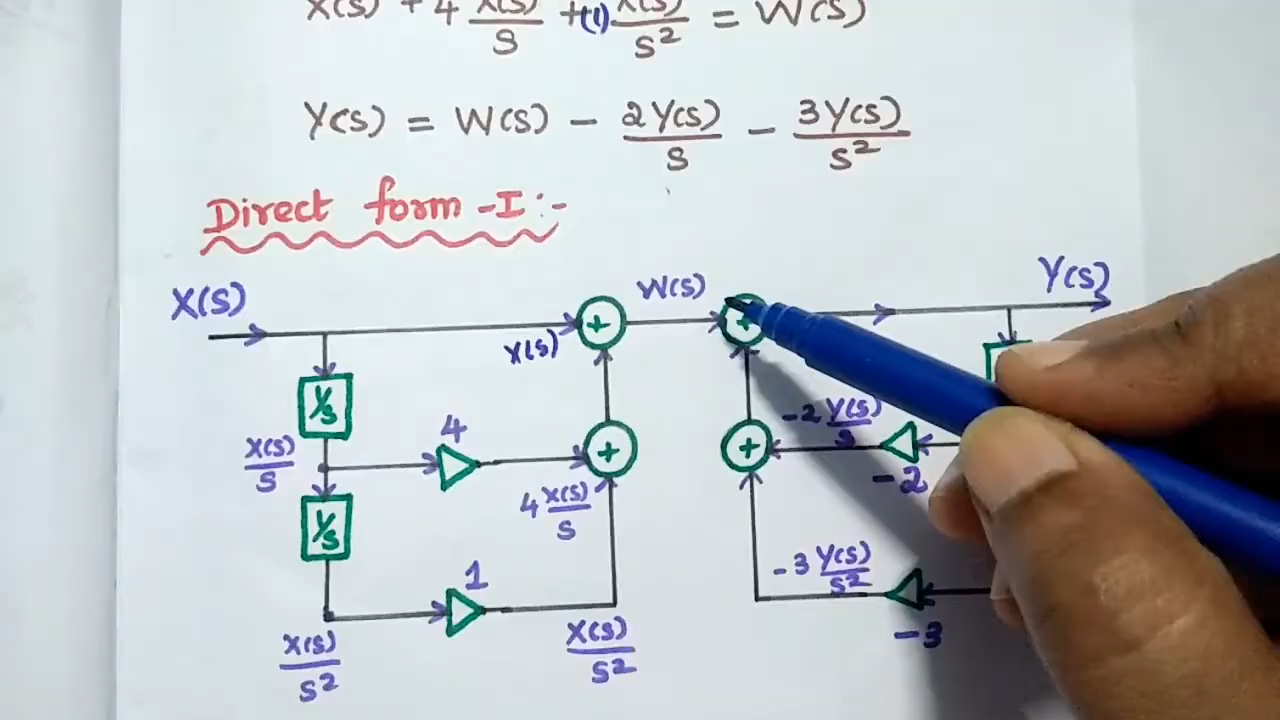 X(S) + 4 X(S)/S + (1) X(S)/S² = W(S)
Y(S) = W(S) - 2Y(S)/S - 3Y(S)/S²
Direct form -I:-
X(S)
W(S)
Y(S)
+
+
X(S)
1/S
X(S)/S
4
+
4 X(S)/S
+
-2 Y(S)/S
-2
1/S
1
X(S)/S²
X(S)/S²
-3 Y(S)/S²
-3